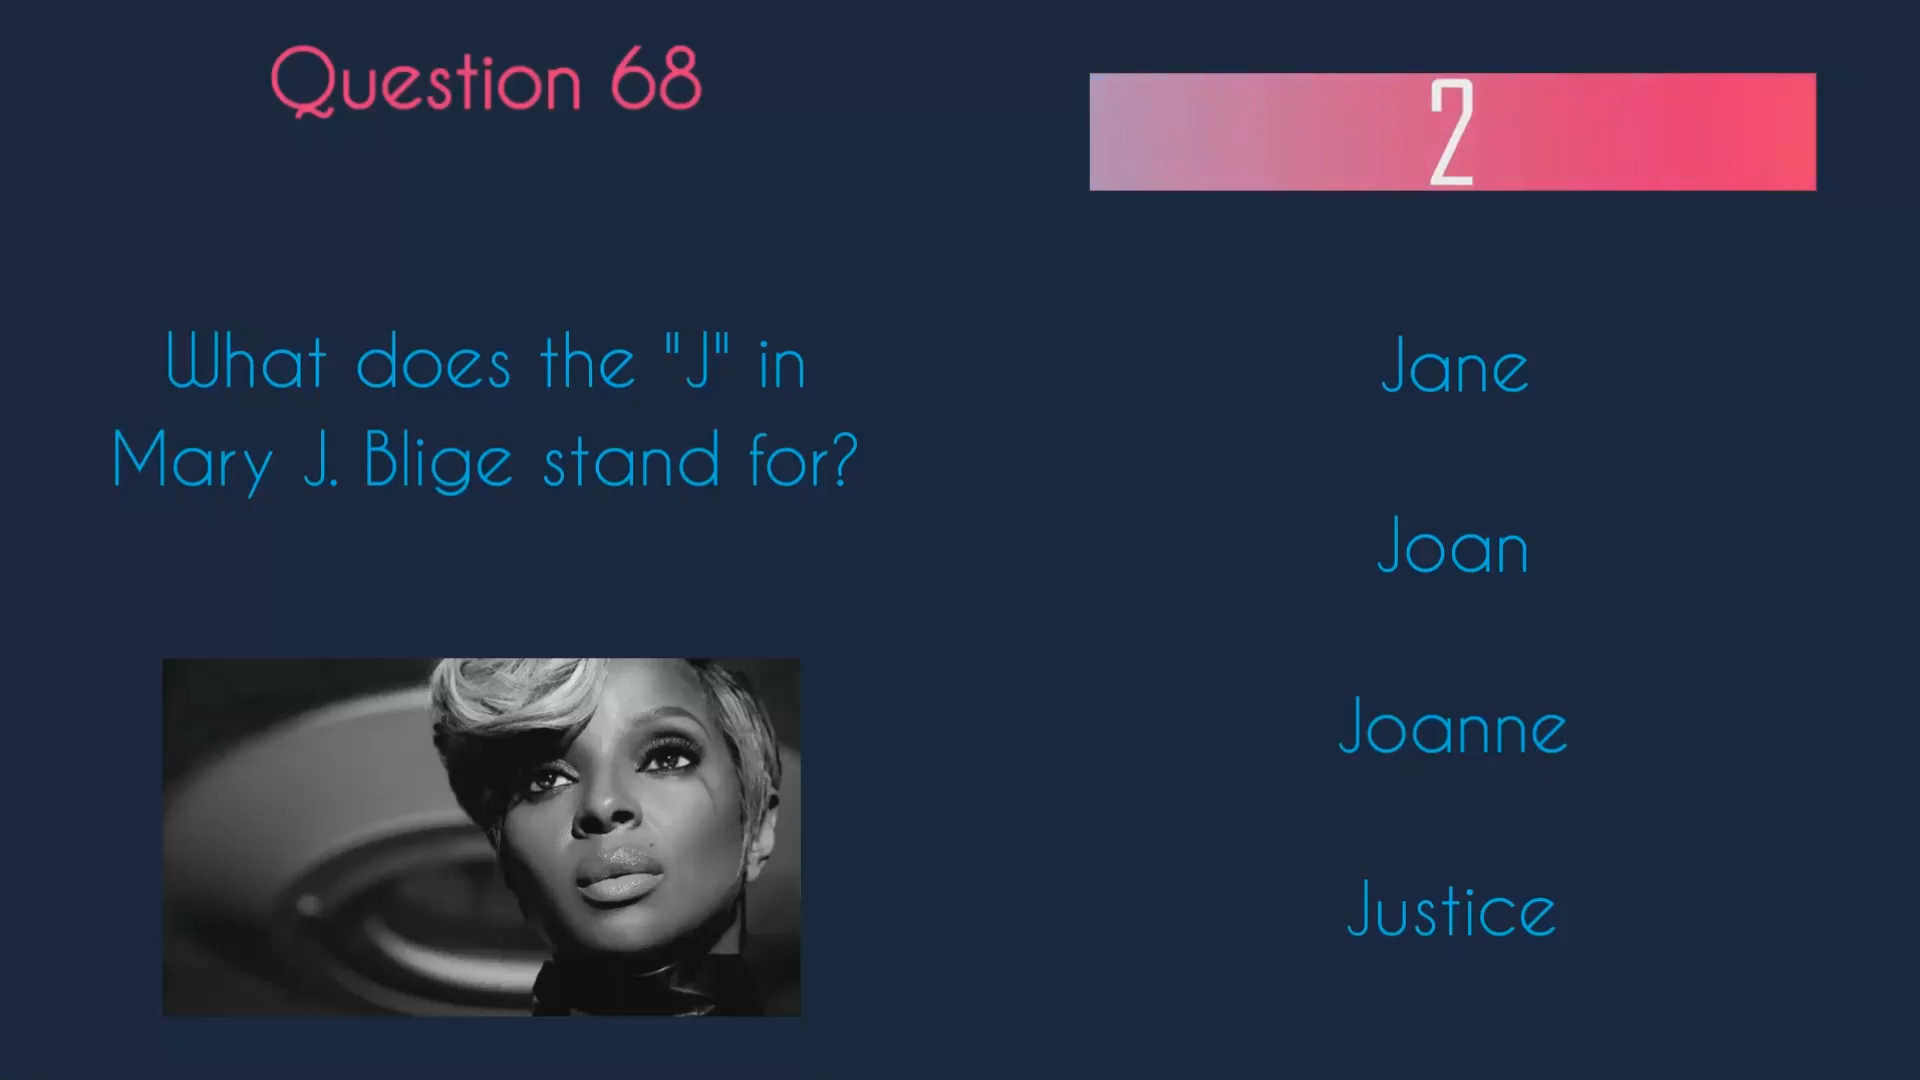 Question 68
2
What does the "J" in
Mary J. Blige stand for?
Jane
Joan
Joanne
Justice